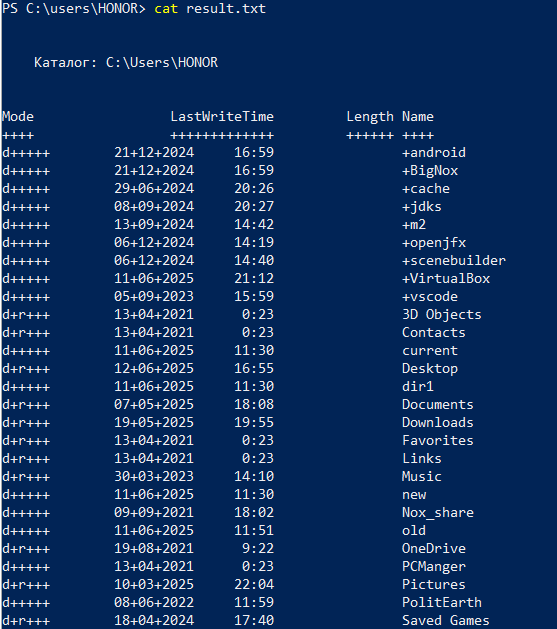 PS C:\users\HONOR> cat result.txt
Каталог: C:\Users\HONOR
Mode LastWriteTime Length Name
++++ +++++++++++++ ++++++ ++++
d+++++ 21+12+2024 16:59 +android
d+++++ 21+12+2024 16:59 +BigNox
d+++++ 29+06+2024 20:26 +cache
d+++++ 08+09+2024 20:27 +jdks
d+++++ 13+09+2024 14:42 +m2
d+++++ 06+12+2024 14:19 +openjfx
d+++++ 06+12+2024 14:40 +scenebuilder
d+++++ 11+06+2025 21:12 +VirtualBox
d+++++ 05+09+2023 15:59 +vscode
d+r+++ 13+04+2021 0:23 3D Objects
d+r+++ 13+04+2021 0:23 Contacts
d+++++ 11+06+2025 11:30 current
d+r+++ 12+06+2025 16:55 Desktop
d+++++ 11+06+2025 11:30 dir1
d+r+++ 07+05+2025 18:08 Documents
d+r+++ 19+05+2025 19:55 Downloads
d+r+++ 13+04+2021 0:23 Favorites
d+r+++ 13+04+2021 0:23 Links
d+r+++ 30+03+2023 14:10 Music
d+++++ 11+06+2025 11:30 new
d+++++ 09+09+2021 18:02 Nox_share
d+++++ 11+06+2025 11:51 old
d+r+++ 19+08+2021 9:22 OneDrive
d+++++ 13+04+2021 0:23 PCManger
d+r+++ 10+03+2025 22:04 Pictures
d+++++ 08+06+2022 11:59 PolitEarth
d+r+++ 18+04+2024 17:40 Saved Games